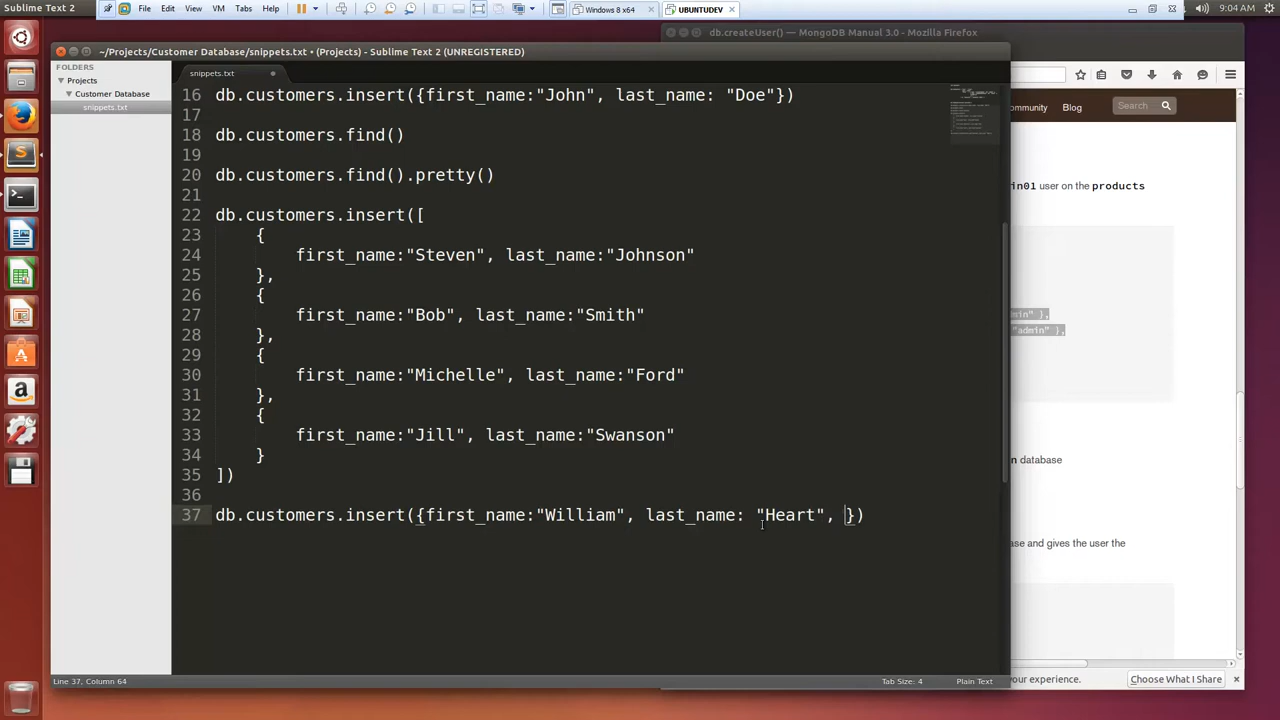 Sublime Text 2 File Edit View VM Tabs Help Windows 8 x64 UBUNTUDEV 9:04 AM
db.createUser() — MongoDB Manual 3.0 - Mozilla Firefox
~/Projects/Customer Database/snippets.txt • (Projects) - Sublime Text 2 (UNREGISTERED)
FOLDERS
Projects
Customer Database
snippets.txt
snippets.txt
16 db.customers.insert({first_name:"John", last_name: "Doe"})
17
18 db.customers.find()
19
20 db.customers.find().pretty()
21
22 db.customers.insert([
23 {
24 first_name:"Steven", last_name:"Johnson"
25 },
26 {
27 first_name:"Bob", last_name:"Smith"
28 },
29 {
30 first_name:"Michelle", last_name:"Ford"
31 },
32 {
33 first_name:"Jill", last_name:"Swanson"
34 }
35 ])
36
37 db.customers.insert({first_name:"William", last_name: "Heart", })
Line 37, Column 64 Tab Size: 4 Plain Text
Search
ommunity Blog Search
in01 user on the products
min" },
"admin" },
n database
ase and gives the user the
our experience. Choose What I Share